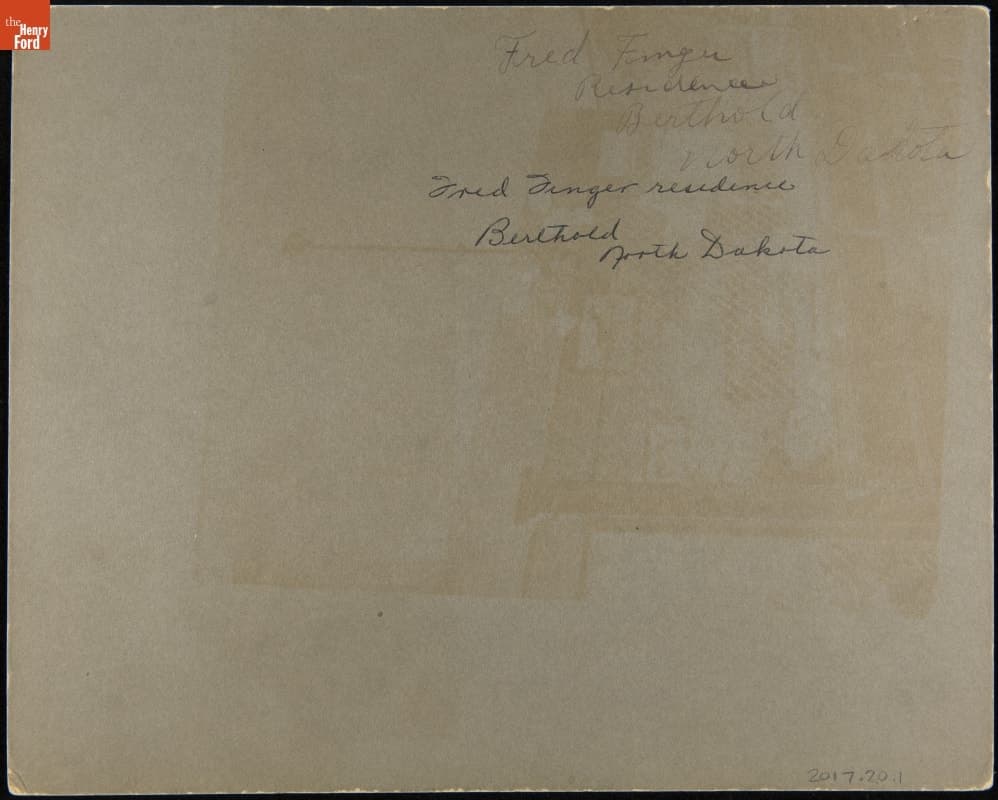 the
Henry
Ford
Fred Finger
Residence
Berthold
North Dakota
Fred Finger residence
Berthold
North Dakota
2017.20.1